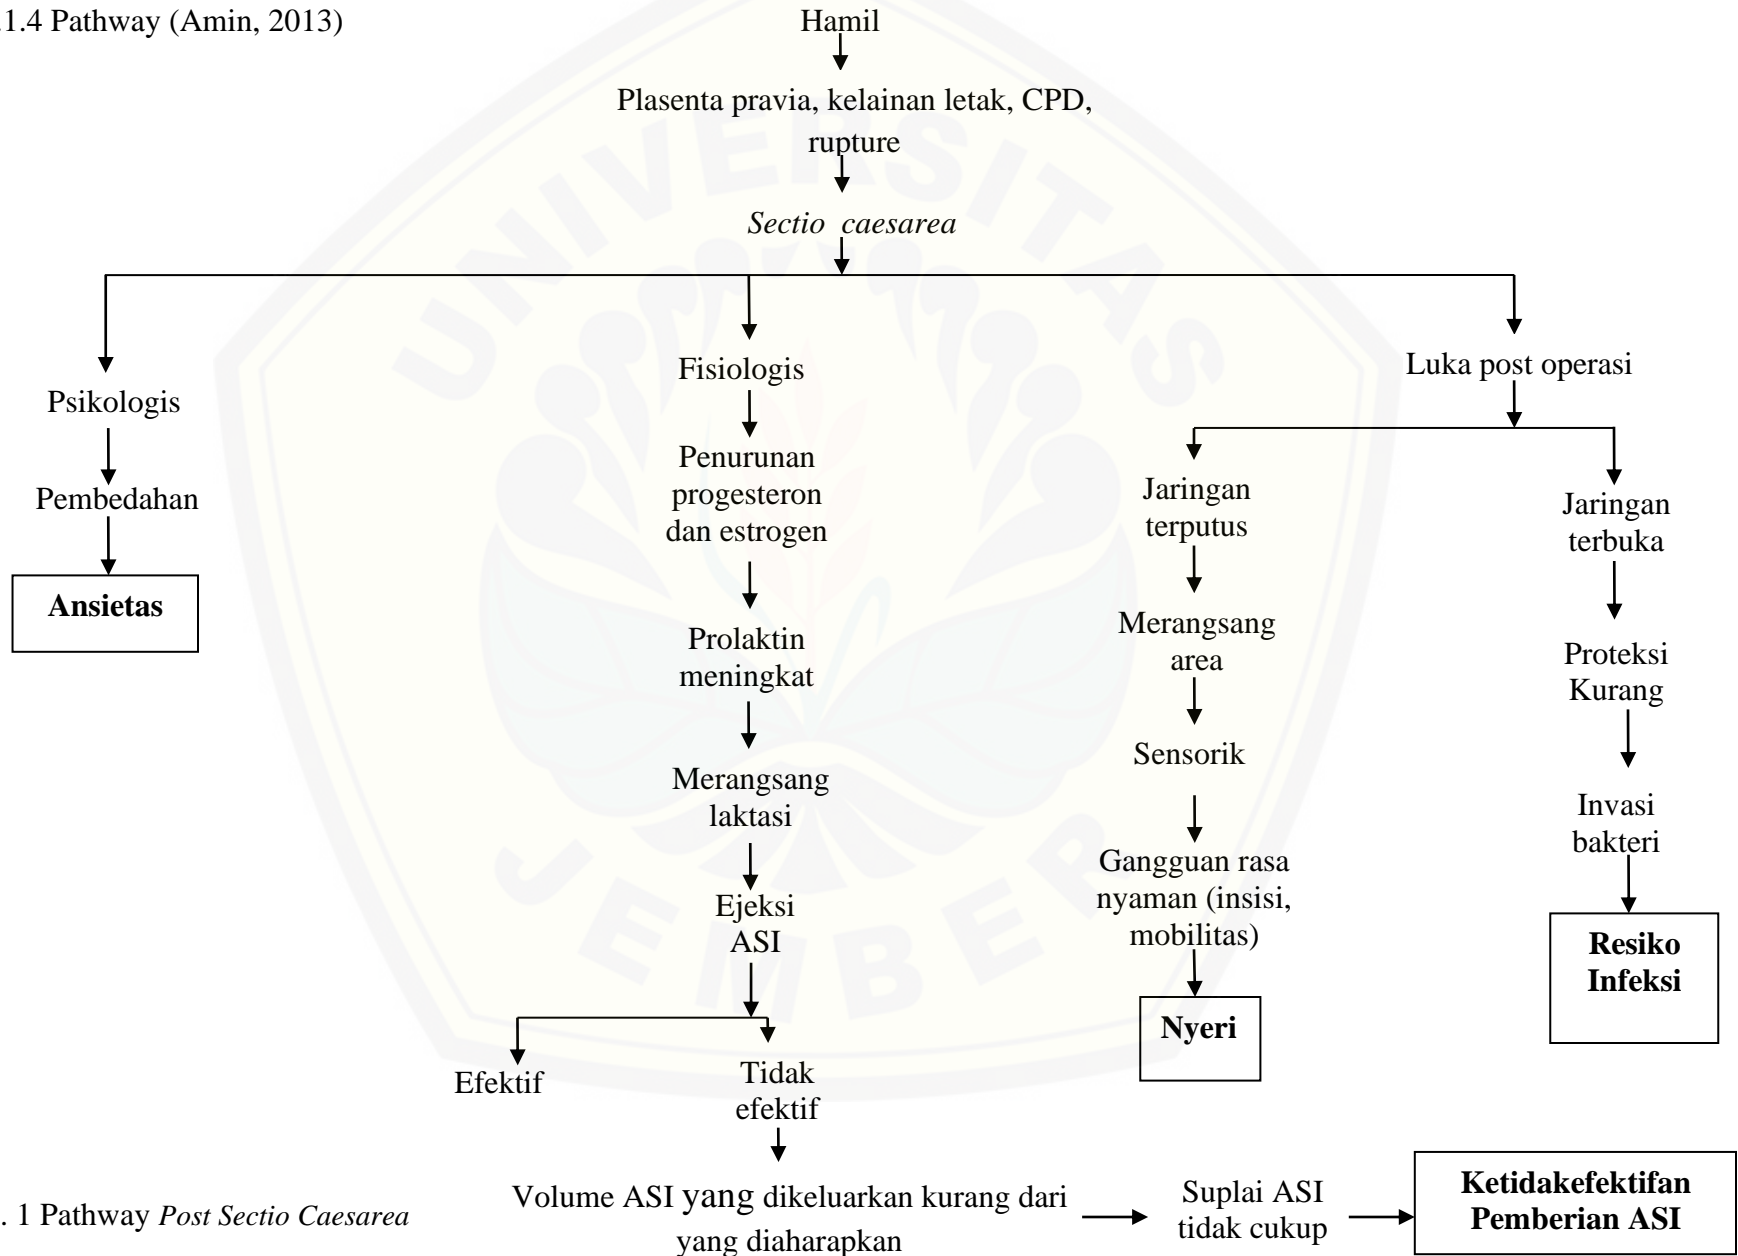 .1.4 Pathway (Amin, 2013)
Hamil
Plasenta pravia, kelainan letak, CPD,
rupture
Sectio caesarea
Psikologis
Pembedahan
Ansietas
Fisiologis
Penurunan
progesteron
dan estrogen
Prolaktin
meningkat
Merangsang
laktasi
Ejeksi
ASI
Efektif
Tidak
efektif
Volume ASI yang dikeluarkan kurang dari
yang diaharapkan
Suplai ASI
tidak cukup
Ketidakefektifan
Pemberian ASI
Luka post operasi
Jaringan
terputus
Merangsang
area
Sensorik
Gangguan rasa
nyaman (insisi,
mobilitas)
Nyeri
Jaringan
terbuka
Proteksi
Kurang
Invasi
bakteri
Resiko
Infeksi
. 1 Pathway Post Sectio Caesarea
UNIVERSITAS
JEMBER